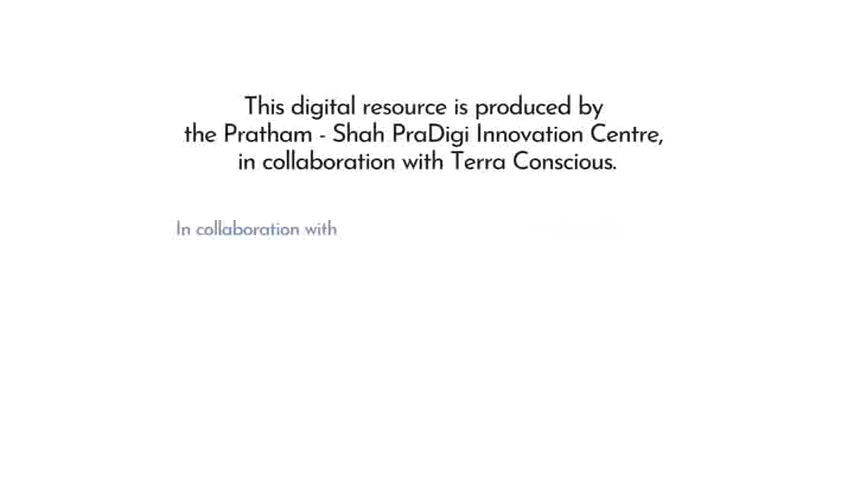 This digital resource is produced by
the Pratham - Shah PraDigi Innovation Centre,
in collaboration with Terra Conscious.
In collaboration with